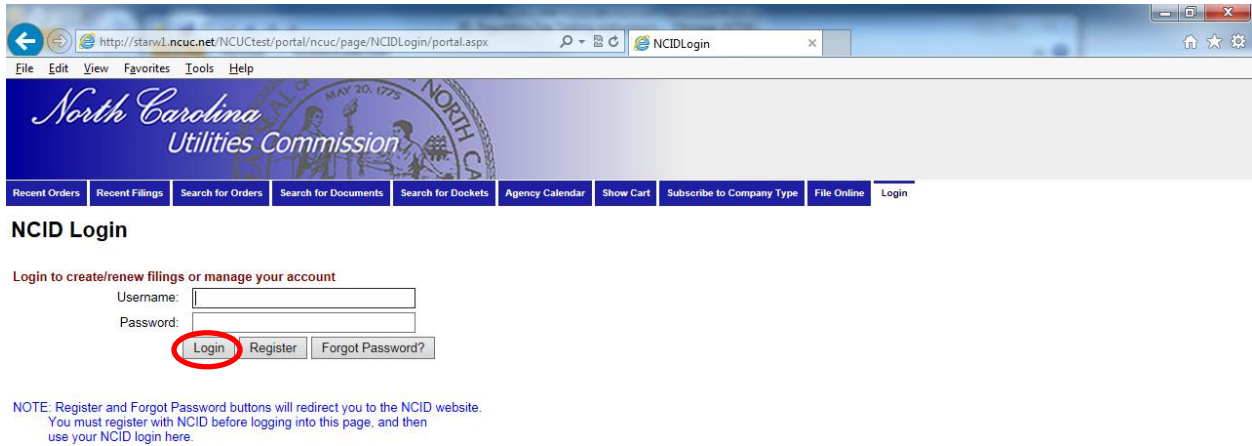 http://starw1.ncuc.net/NCUCtest/portal/ncuc/page/NCIDLogin/portal.aspx
NCIDLogin
File Edit View Favorites Tools Help
North Carolina
Utilities Commission
MAY 20, 1775
NORTH CA
Recent Orders Recent Filings Search for Orders Search for Documents Search for Dockets Agency Calendar Show Cart Subscribe to Company Type File Online Login
NCID Login
Login to create/renew filings or manage your account
Username:
Password:
Login Register Forgot Password?
NOTE: Register and Forgot Password buttons will redirect you to the NCID website.
You must register with NCID before logging into this page, and then
use your NCID login here.